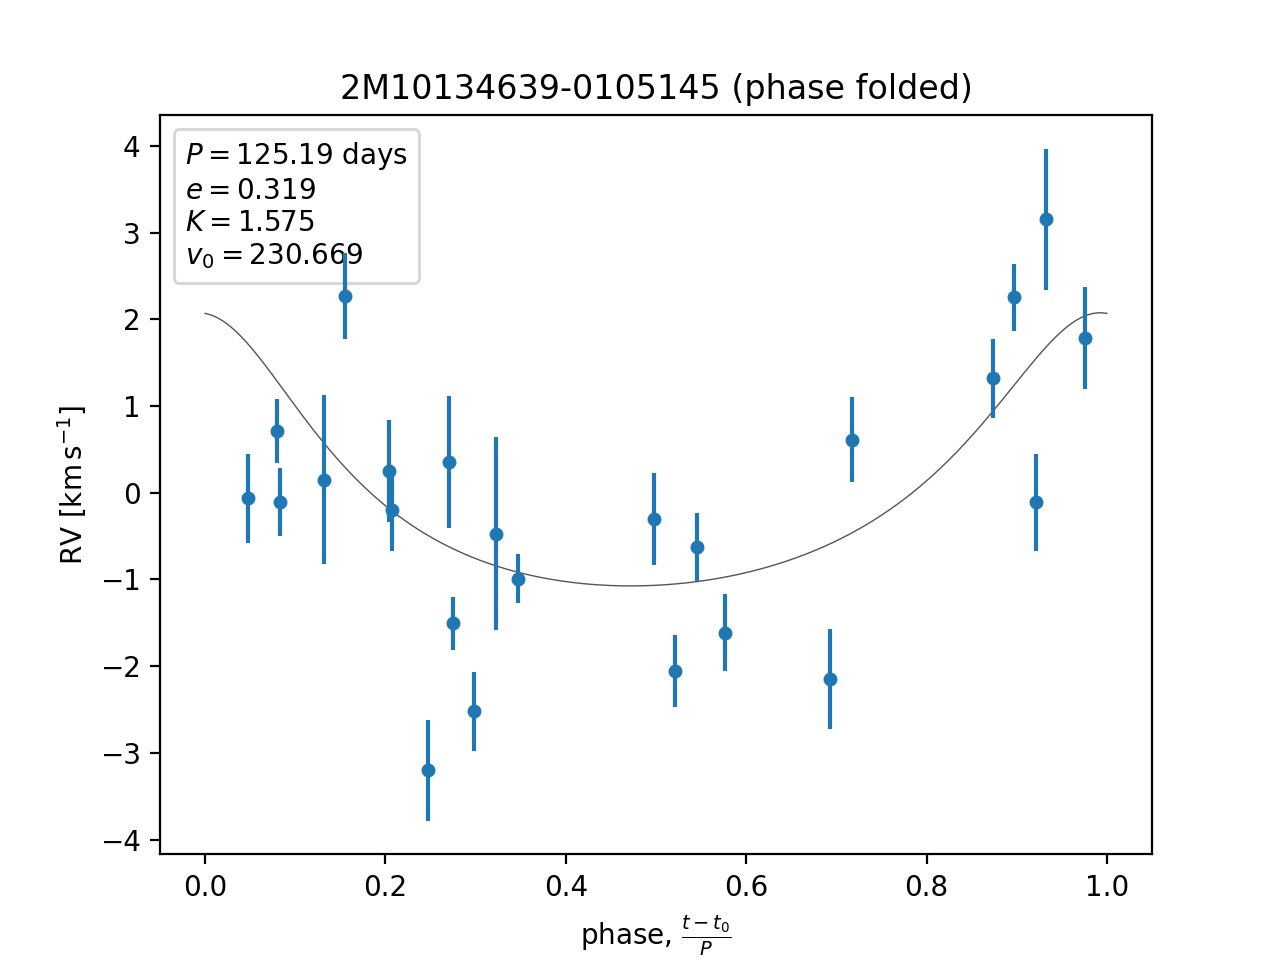 2M10134639-0105145 (phase folded)
P = 125.19 days
e = 0.319
K = 1.575
v₀ = 230.669
4
3
2
1
0
−1
−2
−3
−4
RV [km s⁻¹]
0.0 0.2 0.4 0.6 0.8 1.0
phase, (t − t₀)/P